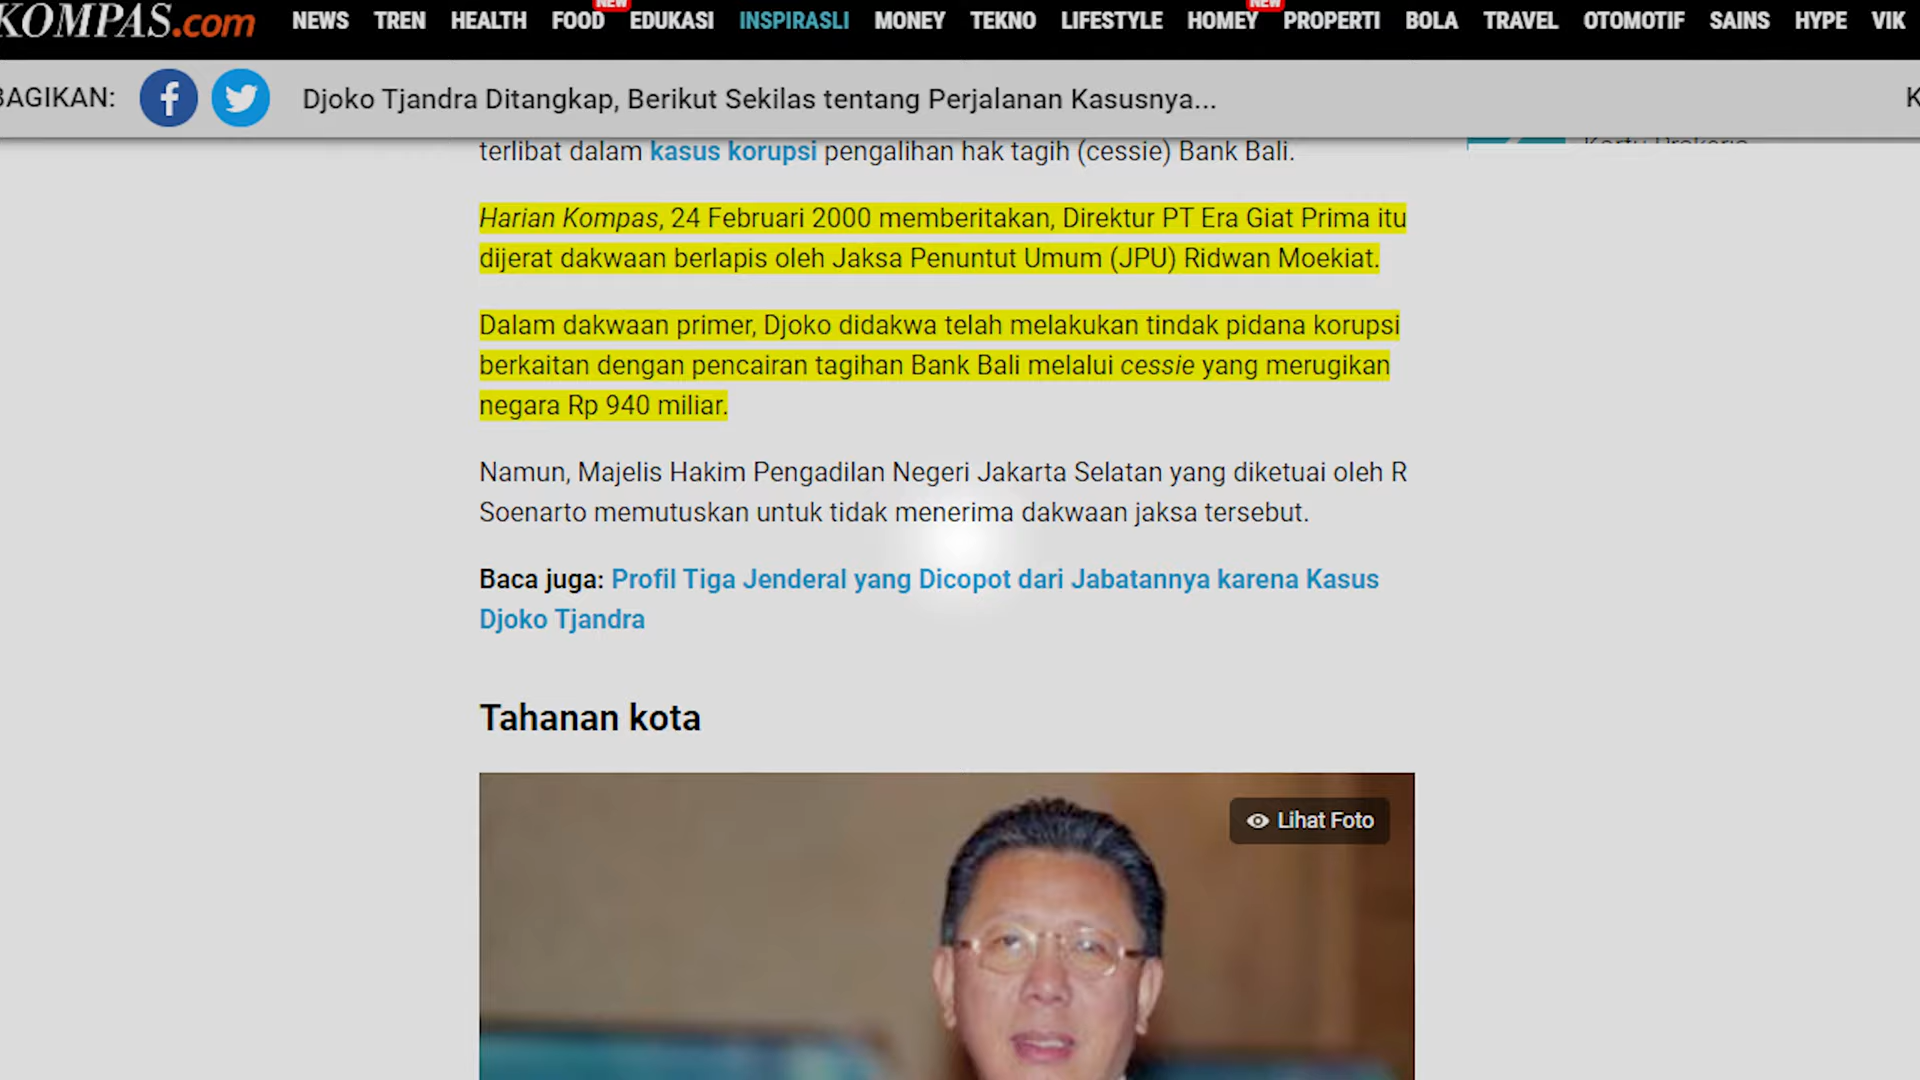 KOMPAS.com NEWS TREN HEALTH FOOD NEW EDUKASI INSPIRASLI MONEY TEKNO LIFESTYLE HOMEY NEW PROPERTI BOLA TRAVEL OTOMOTIF SAINS HYPE VIK
BAGIKAN: Djoko Tjandra Ditangkap, Berikut Sekilas tentang Perjalanan Kasusnya...
terlibat dalam kasus korupsi pengalihan hak tagih (cessie) Bank Bali.
Harian Kompas, 24 Februari 2000 memberitakan, Direktur PT Era Giat Prima itu
dijerat dakwaan berlapis oleh Jaksa Penuntut Umum (JPU) Ridwan Moekiat.
Dalam dakwaan primer, Djoko didakwa telah melakukan tindak pidana korupsi
berkaitan dengan pencairan tagihan Bank Bali melalui cessie yang merugikan
negara Rp 940 miliar.
Namun, Majelis Hakim Pengadilan Negeri Jakarta Selatan yang diketuai oleh R
Soenarto memutuskan untuk tidak menerima dakwaan jaksa tersebut.
Baca juga: Profil Tiga Jenderal yang Dicopot dari Jabatannya karena Kasus
Djoko Tjandra
Tahanan kota
Lihat Foto